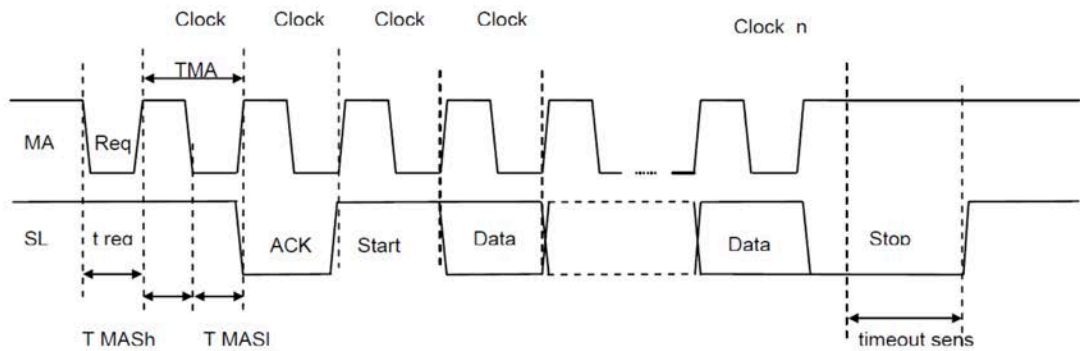 Clock Clock Clock Clock Clock n
TMA
MA Req
SL t req ACK Start Data Data Stop
T MASh T MASl timeout sens